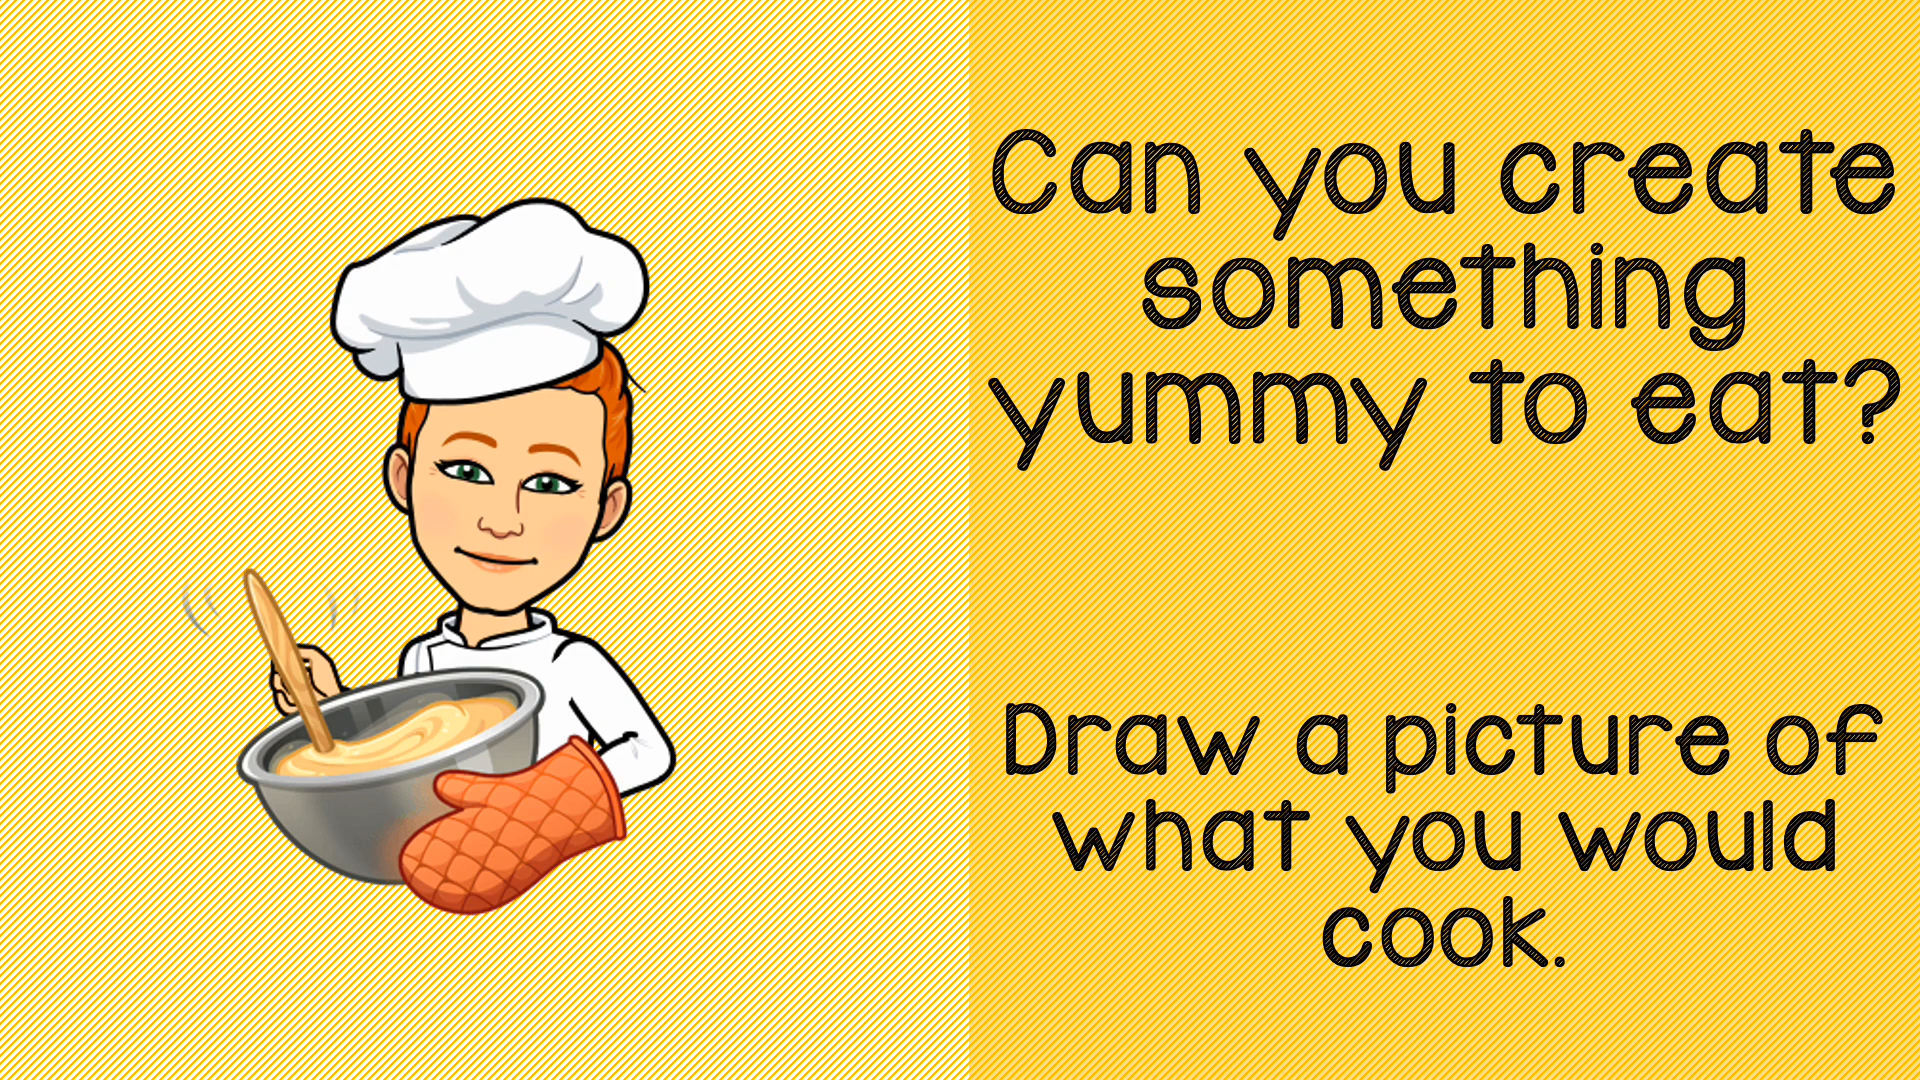 Can you create
something
yummy to eat?
Draw a picture of
what you would
cook.